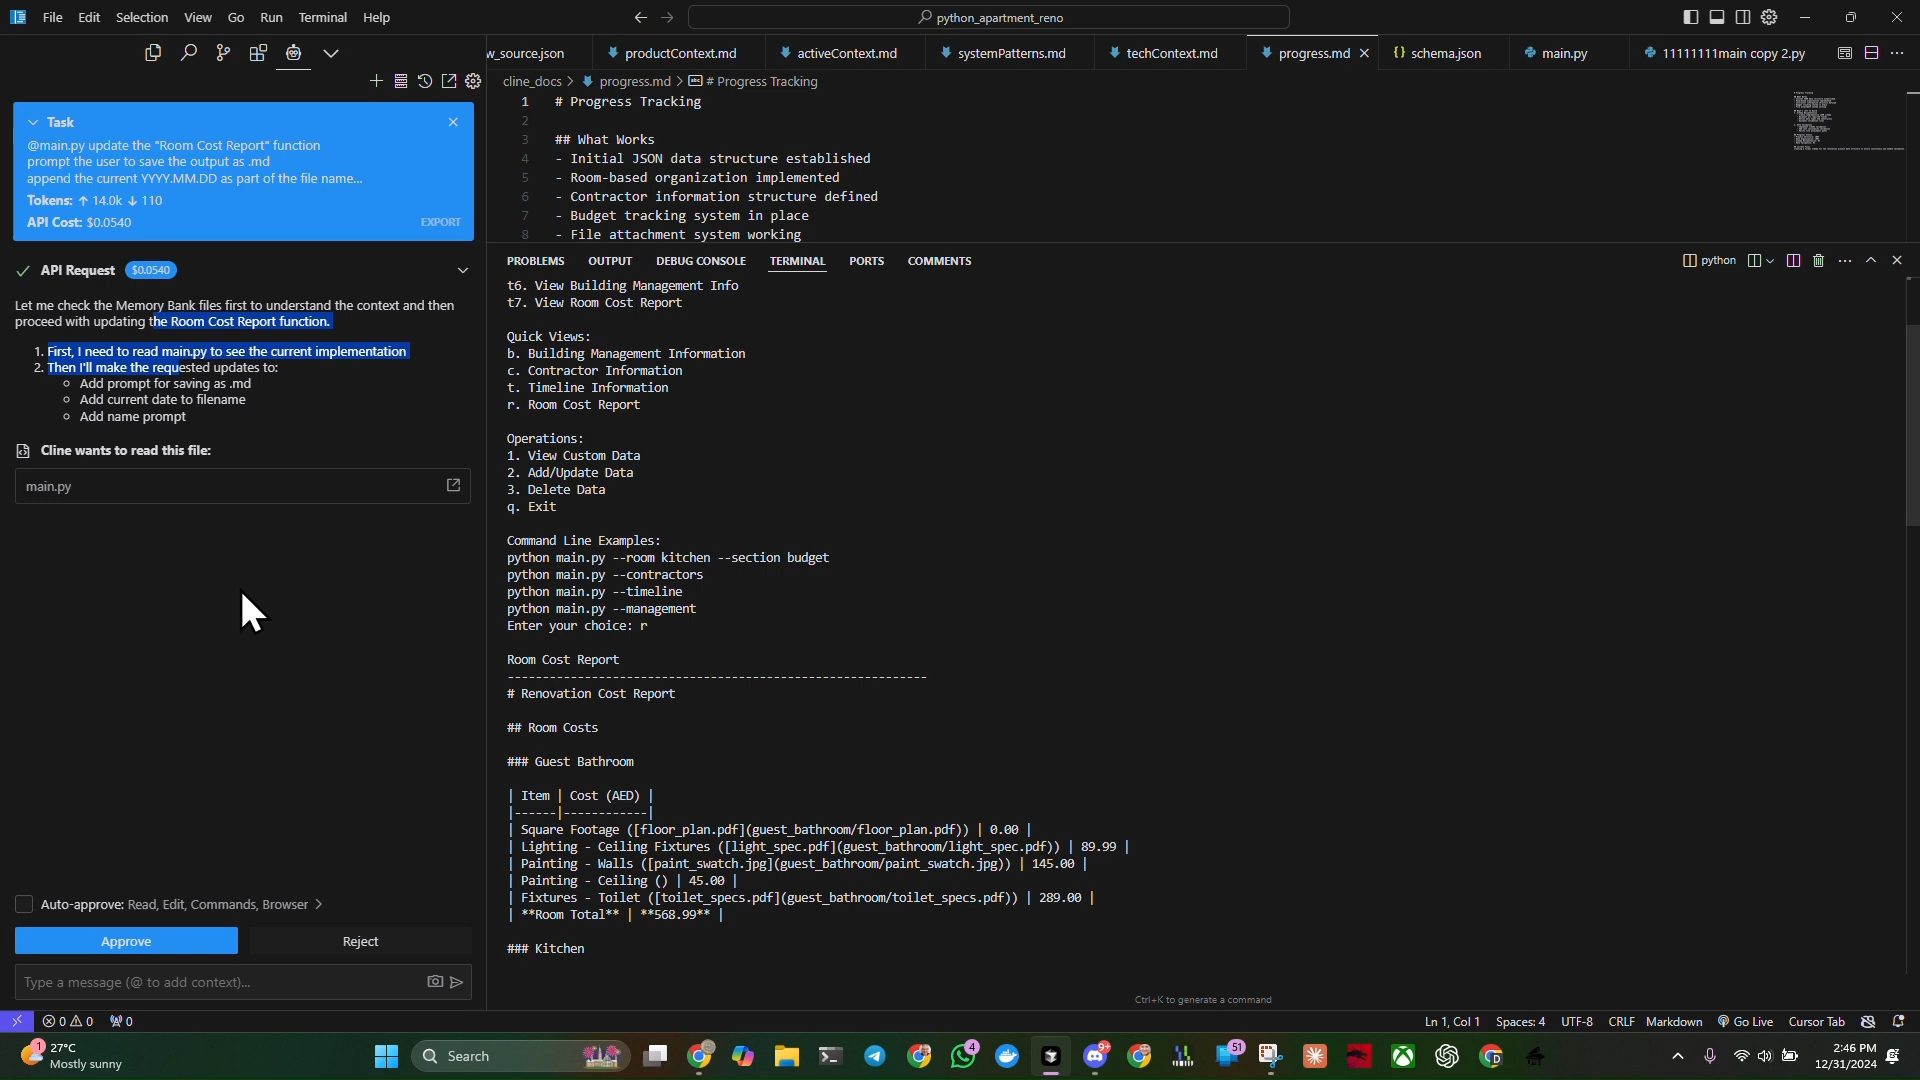 File Edit Selection View Go Run Terminal Help
python_apartment_reno
w_source.json productContext.md activeContext.md systemPatterns.md techContext.md progress.md schema.json main.py 11111111main copy 2.py
cline_docs > progress.md > # Progress Tracking
Task
@main.py update the "Room Cost Report" function
prompt the user to save the output as .md
append the current YYYY.MM.DD as part of the file name...
Tokens: ↑ 14.0k ↓ 110
API Cost: $0.0540
EXPORT
API Request $0.0540
Let me check the Memory Bank files first to understand the context and then
proceed with updating the Room Cost Report function.
1. First, I need to read main.py to see the current implementation
2. Then I'll make the requested updates to:
Add prompt for saving as .md
Add current date to filename
Add name prompt
Cline wants to read this file:
main.py
Auto-approve: Read, Edit, Commands, Browser >
Approve Reject
Type a message (@ to add context)...
1 # Progress Tracking
2
3 ## What Works
4 - Initial JSON data structure established
5 - Room-based organization implemented
6 - Contractor information structure defined
7 - Budget tracking system in place
8 - File attachment system working
PROBLEMS OUTPUT DEBUG CONSOLE TERMINAL PORTS COMMENTS
python
t6. View Building Management Info
t7. View Room Cost Report
Quick Views:
b. Building Management Information
c. Contractor Information
t. Timeline Information
r. Room Cost Report
Operations:
1. View Custom Data
2. Add/Update Data
3. Delete Data
q. Exit
Command Line Examples:
python main.py --room kitchen --section budget
python main.py --contractors
python main.py --timeline
python main.py --management
Enter your choice: r
Room Cost Report
------------------------------------------------------------
# Renovation Cost Report
## Room Costs
### Guest Bathroom
| Item | Cost (AED) |
|------|------------|
| Square Footage ([floor_plan.pdf](guest_bathroom/floor_plan.pdf)) | 0.00 |
| Lighting - Ceiling Fixtures ([light_spec.pdf](guest_bathroom/light_spec.pdf)) | 89.99 |
| Painting - Walls ([paint_swatch.jpg](guest_bathroom/paint_swatch.jpg)) | 145.00 |
| Painting - Ceiling () | 45.00 |
| Fixtures - Toilet ([toilet_specs.pdf](guest_bathroom/toilet_specs.pdf)) | 289.00 |
| **Room Total** | **568.99** |
### Kitchen
Ctrl+K to generate a command
0 0 0
Ln 1, Col 1 Spaces: 4 UTF-8 CRLF Markdown Go Live Cursor Tab
1
27°C
Mostly sunny
Search
4 9+ 51
2:46 PM
12/31/2024